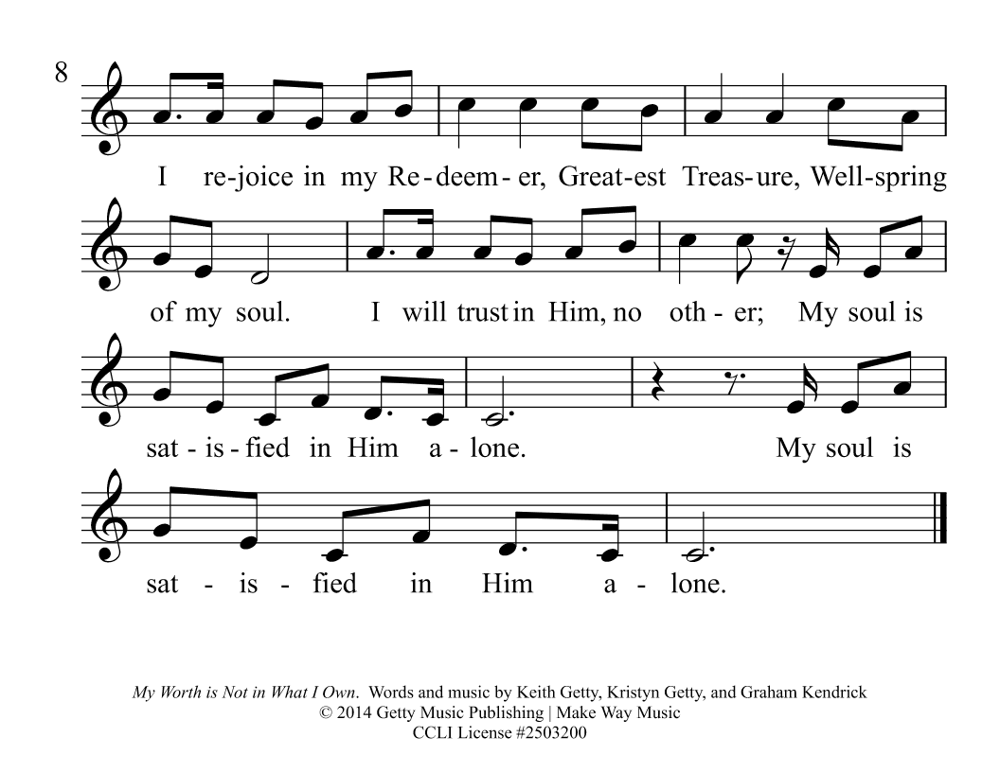 8
I re-joice in my Re-deem- er, Great-est Treas-ure, Well-spring
of my soul. I will trust in Him, no oth - er; My soul is
sat - is - fied in Him a - lone. My soul is
sat - is - fied in Him a - lone.
My Worth is Not in What I Own. Words and music by Keith Getty, Kristyn Getty, and Graham Kendrick
© 2014 Getty Music Publishing | Make Way Music
CCLI License #2503200